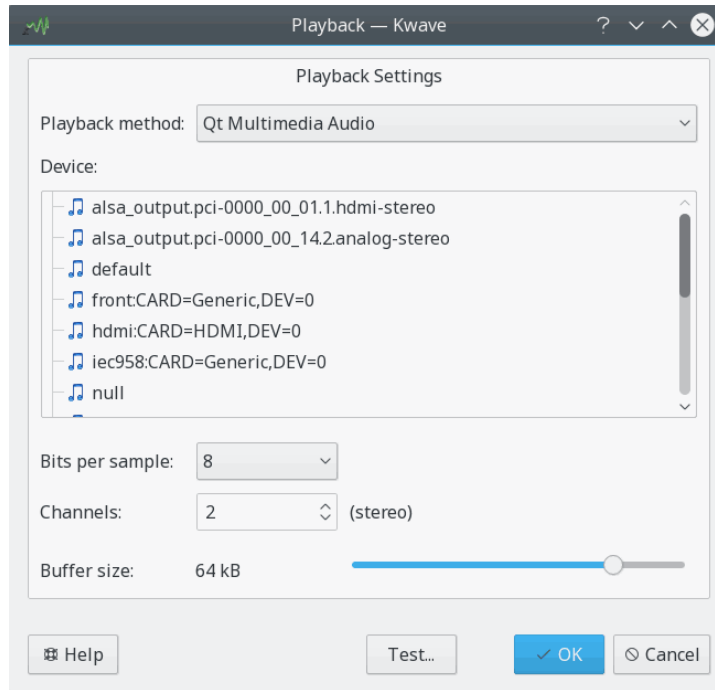 Playback — Kwave
Playback Settings
Playback method: Qt Multimedia Audio
Device:
alsa_output.pci-0000_00_01.1.hdmi-stereo
alsa_output.pci-0000_00_14.2.analog-stereo
default
front:CARD=Generic,DEV=0
hdmi:CARD=HDMI,DEV=0
iec958:CARD=Generic,DEV=0
null
Bits per sample: 8
Channels: 2 (stereo)
Buffer size: 64 kB
Help Test... OK Cancel